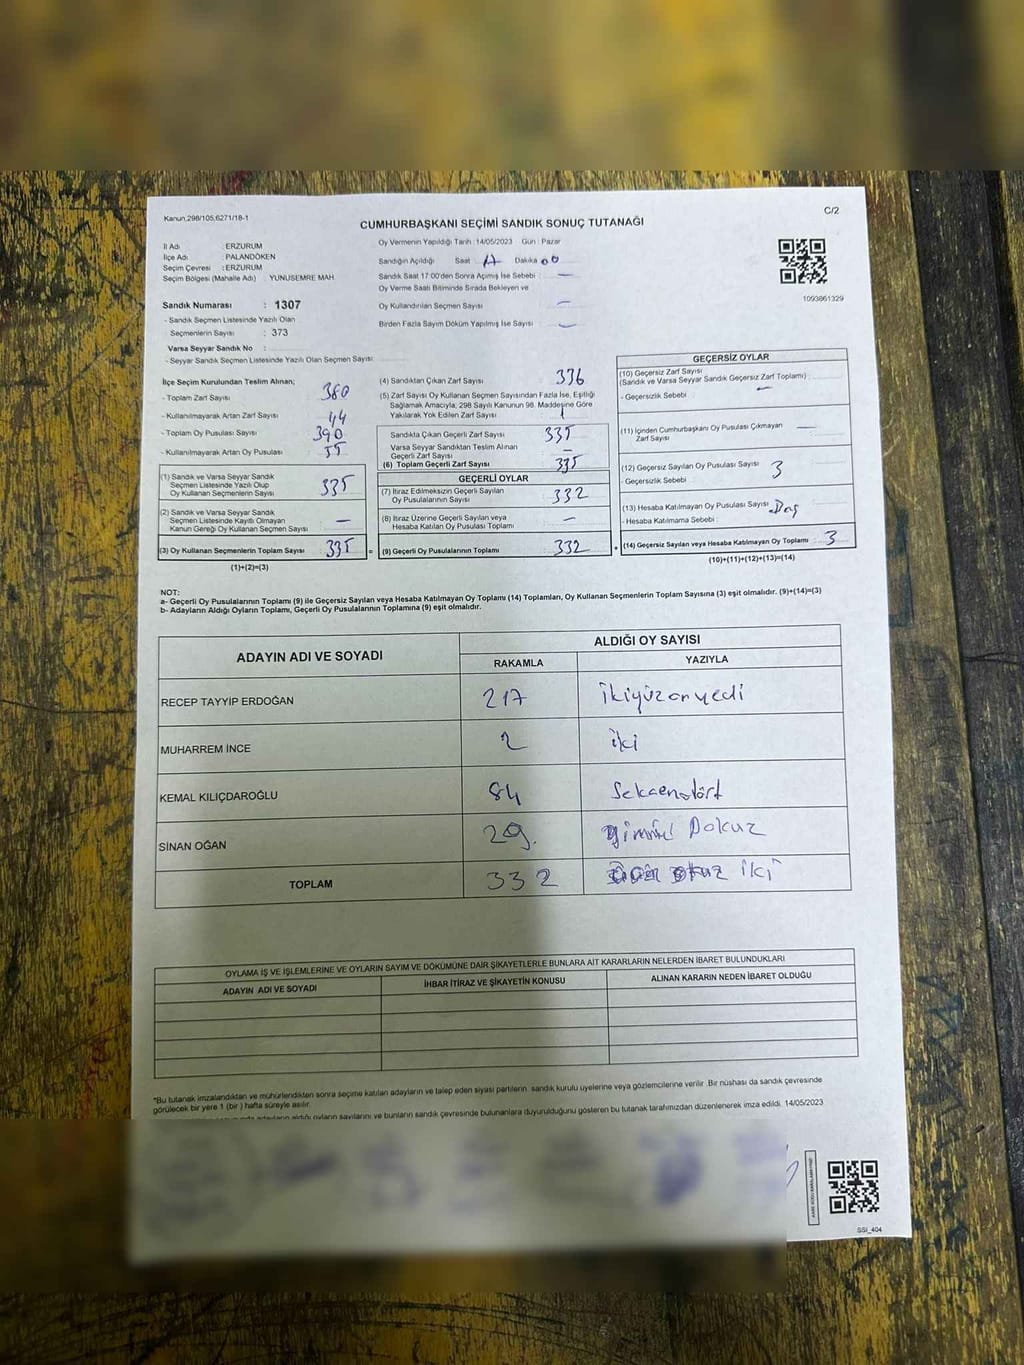 Kanun,298/105,6271/18-1
C/2
CUMHURBAŞKANI SEÇİMİ SANDIK SONUÇ TUTANAĞI
İl Adı : ERZURUM
İlçe Adı : PALANDÖKEN
Seçim Çevresi : ERZURUM
Seçim Bölgesi (Mahalle Adı) : YUNUSEMRE MAH.
Sandık Numarası : 1307
- Sandık Seçmen Listesinde Yazılı Olan
Seçmenlerin Sayısı : 373
Varsa Seyyar Sandık No :
- Seyyar Sandık Seçmen Listesinde Yazılı Olan Seçmen Sayısı:
Oy Vermenin Yapıldığı Tarih : 14/05/2023 Gün : Pazar
Sandığın Açıldığı Saat Dakika 00
Sandık Saat 17:00'den Sonra Açımış İse Sebebi : —
Oy Verme Saati Bitiminde Sırada Bekleyen ve
Oy Kullandırılan Seçmen Sayısı —
Birden Fazla Sayım Döküm Yapılmış İse Sayısı —
1093861329
İlçe Seçim Kurulundan Teslim Alınan;
- Toplam Zarf Sayısı 380
- Kullanılmayarak Artan Zarf Sayısı 44
- Toplam Oy Pusulası Sayısı 390
- Kullanılmayarak Artan Oy Pusulası 55
(1) Sandık ve Varsa Seyyar Sandık
Seçmen Listesinde Yazılı Olup
Oy Kullanan Seçmenlerin Sayısı 335
(2) Sandık ve Varsa Seyyar Sandık
Seçmen Listesinde Kayıtlı Olmayan
Kanun Gereği Oy Kullanan Seçmen Sayısı —
(3) Oy Kullanan Seçmenlerin Toplam Sayısı 335 =
(1)+(2)=(3)
(4) Sandıktan Çıkan Zarf Sayısı 336
(5) Zarf Sayısı Oy Kullanan Seçmen Sayısından Fazla İse, Eşitliği
Sağlamak Amacıyla, 298 Sayılı Kanunun 98. Maddesine Göre
Yakılarak Yok Edilen Zarf Sayısı 1
Sandıkta Çıkan Geçerli Zarf Sayısı 335
Varsa Seyyar Sandıktan Teslim Alınan
Geçerli Zarf Sayısı —
(6) Toplam Geçerli Zarf Sayısı 335
GEÇERLİ OYLAR
(7) İtiraz Edilmeksizin Geçerli Sayılan
Oy Pusulalarının Sayısı 332
(8) İtiraz Üzerine Geçerli Sayılan veya
Hesaba Katılan Oy Pusulası Toplamı —
(9) Geçerli Oy Pusulalarının Toplamı 332 +
GEÇERSİZ OYLAR
(10) Geçersiz Zarf Sayısı
(Sandık ve Varsa Seyyar Sandık Geçersiz Zarf Toplamı)
- Geçersizlik Sebebi —
(11) İçinden Cumhurbaşkanı Oy Pusulası Çıkmayan
Zarf Sayısı —
(12) Geçersiz Sayılan Oy Pusulası Sayısı 3
- Geçersizlik Sebebi
(13) Hesaba Katılmayan Oy Pusulası Sayısı
- Hesaba Katılmama Sebebi
(14) Geçersiz Sayılan veya Hesaba Katılmayan Oy Toplamı 3
(10)+(11)+(12)+(13)=(14)
NOT:
a- Geçerli Oy Pusulalarının Toplamı (9) ile Geçersiz Sayılan veya Hesaba Katılmayan Oy Toplamı (14) Toplamları, Oy Kullanan Seçmenlerin Toplam Sayısına (3) eşit olmalıdır. (9)+(14)=(3)
b- Adayların Aldığı Oyların Toplamı, Geçerli Oy Pusulalarının Toplamına (9) eşit olmalıdır.
ADAYIN ADI VE SOYADI ALDIĞI OY SAYISI
RAKAMLA YAZIYLA
RECEP TAYYİP ERDOĞAN 217 ikiyüzonyedi
MUHARREM İNCE 2 iki
KEMAL KILIÇDAROĞLU 84 Seksendört
SİNAN OĞAN 29. Dokuz
TOPLAM 332 iki
OYLAMA İŞ VE İŞLEMLERİNE VE OYLARIN SAYIM VE DÖKÜMÜNE DAİR ŞİKAYETLERLE BUNLARA AİT KARARLARIN NELERDEN İBARET BULUNDUKLARI
ADAYIN ADI VE SOYADI İHBAR İTİRAZ VE ŞİKAYETİN KONUSU ALINAN KARARIN NEDEN İBARET OLDUĞU
*Bu tutanak imzalandıktan ve mühürlendikten sonra seçime katılan adayların ve talep eden siyasi partilerin sandık kurulu üyelerine veya gözlemcilerine verilir. Bir nüshası da sandık çevresinde
görülecek bir yere 1 (bir) hafta süreyle asılır.
adayların aldığı oyların sayılarını ve bunların sandık çevresinde bulunanlara duyurulduğunu gösteren bu tutanak tarafımızdan düzenlenerek imza edildi. 14/05/2023
SSİ_404